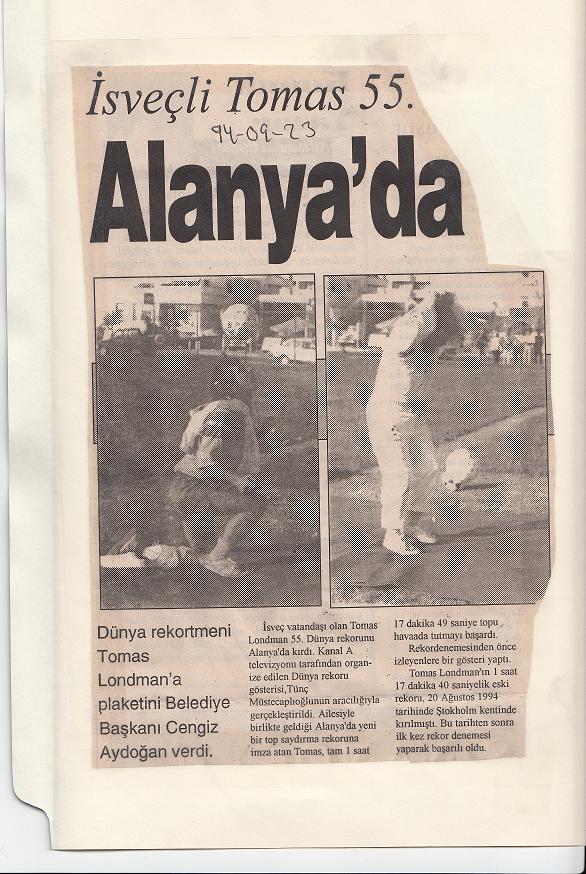 İsveçli Tomas 55.
94-09-23
Alanya'da
Dünya rekortmeni
Tomas
Londman'a
plaketini Belediye
Başkanı Cengiz
Aydoğan verdi.
İsveç vatandaşı olan Tomas
Londman 55. Dünya rekorunu
Alanya'da kırdı. Kanal A
televizyonu tarafından organ-
ize edilen Dünya rekoru
gösterisi,Tünç
Müstecaplıoğlunun aracılığıyla
gerçekleştirildi. Ailesiyle
birlikte geldiği Alanya'da yeni
bir top saydırma rekoruna
imza atan Tomas, tam 1 saat
17 dakika 49 saniye topu
havaada tutmayı başardı.
Rekordenemesinden önce
izleyenlere bir gösteri yaptı.
Tomas Londman'ın 1 saat
17 dakika 40 saniyelik eski
rekoru, 20 Ağustos 1994
tarihinde Ştokholm kentinde
kırılmıştı. Bu tarihten sonra
ilk kez rekor denemesi
yaparak başarılı oldu.